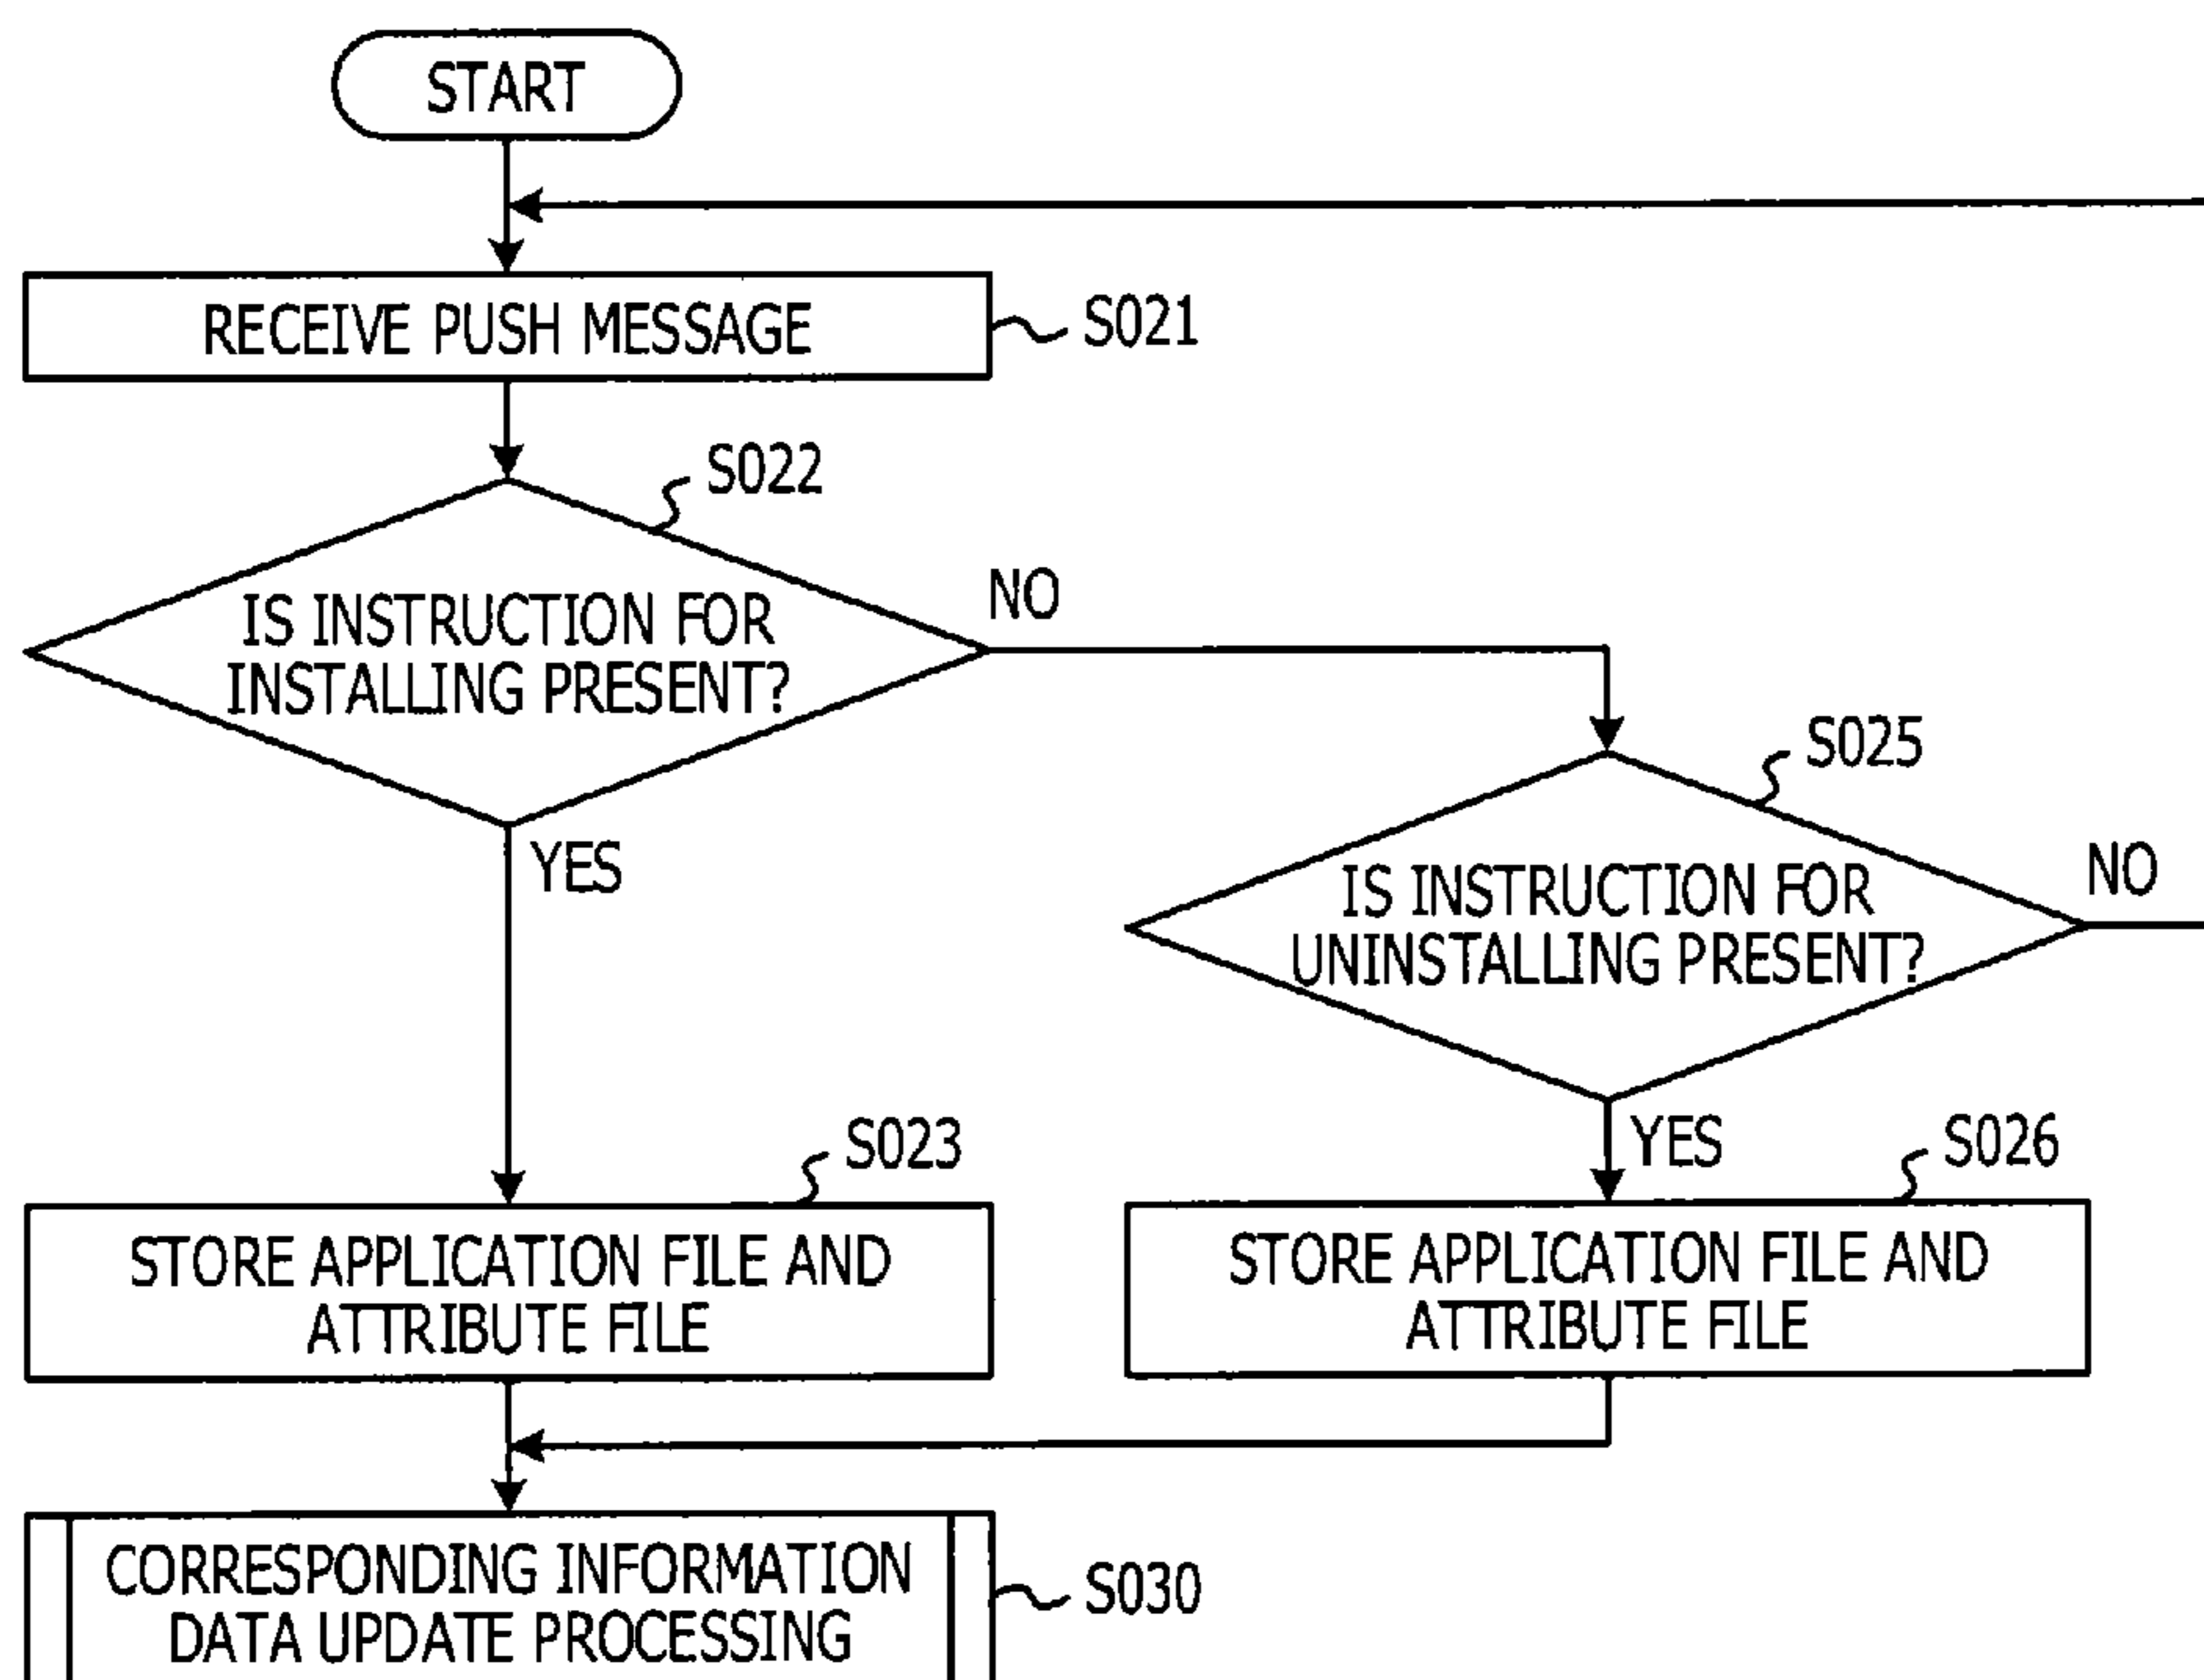 START
RECEIVE PUSH MESSAGE
S021
S022
IS INSTRUCTION FOR
INSTALLING PRESENT?
NO
YES
S025
IS INSTRUCTION FOR
UNINSTALLING PRESENT?
NO
YES
S023
STORE APPLICATION FILE AND
ATTRIBUTE FILE
S026
STORE APPLICATION FILE AND
ATTRIBUTE FILE
CORRESPONDING INFORMATION
DATA UPDATE PROCESSING
S030